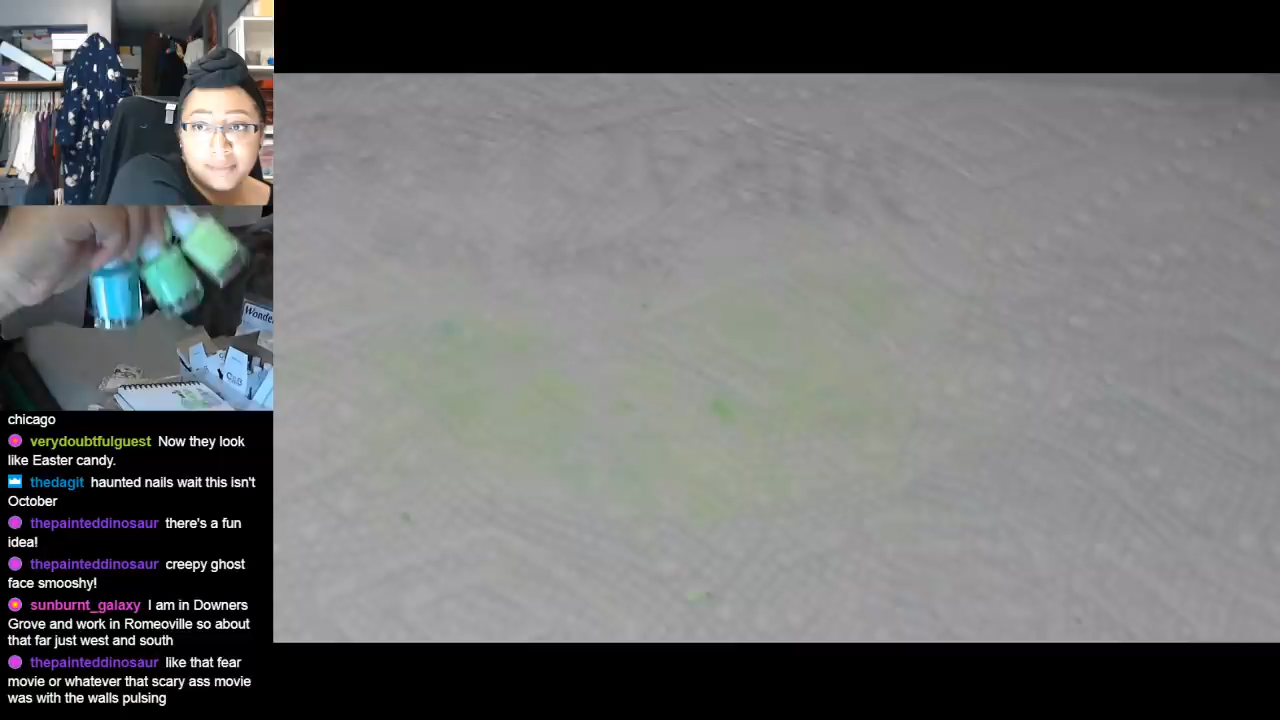 Wonder
chicago
verydoubtfulguest Now they look
like Easter candy.
thedagit haunted nails wait this isn't
October
thepainteddinosaur there's a fun
idea!
thepainteddinosaur creepy ghost
face smooshy!
sunburnt_galaxy I am in Downers
Grove and work in Romeoville so about
that far just west and south
thepainteddinosaur like that fear
movie or whatever that scary ass movie
was with the walls pulsing